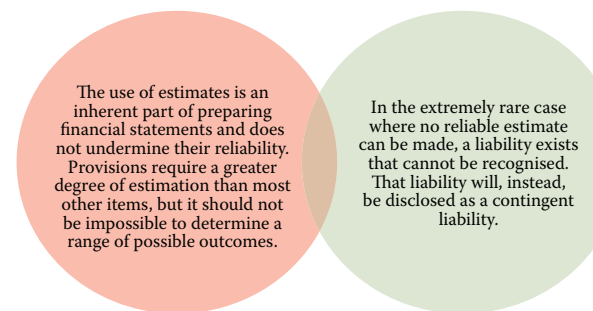 The use of estimates is an
inherent part of preparing
financial statements and does
not undermine their reliability.
Provisions require a greater
degree of estimation than most
other items, but it should not
be impossible to determine a
range of possible outcomes.
In the extremely rare case
where no reliable estimate
can be made, a liability exists
that cannot be recognised.
That liability will, instead,
be disclosed as a contingent
liability.